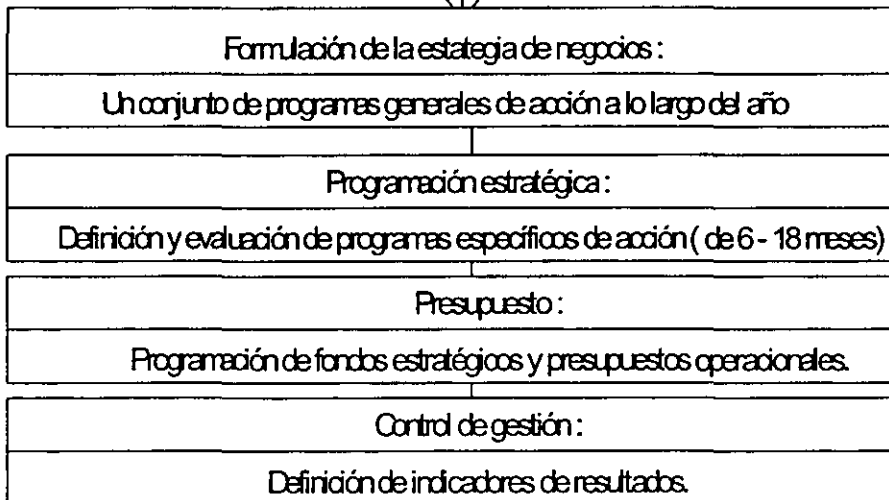 Formulación de la estategia de negocios :
Un conjunto de programas generales de acción a lo largo del año
Programación estratégica :
Definición y evaluación de programas específicos de acción ( de 6 - 18 meses)
Presupuesto :
Programación de fondos estratégicos y presupuestos operacionales.
Control de gestión :
Definición de indicadores de resultados.